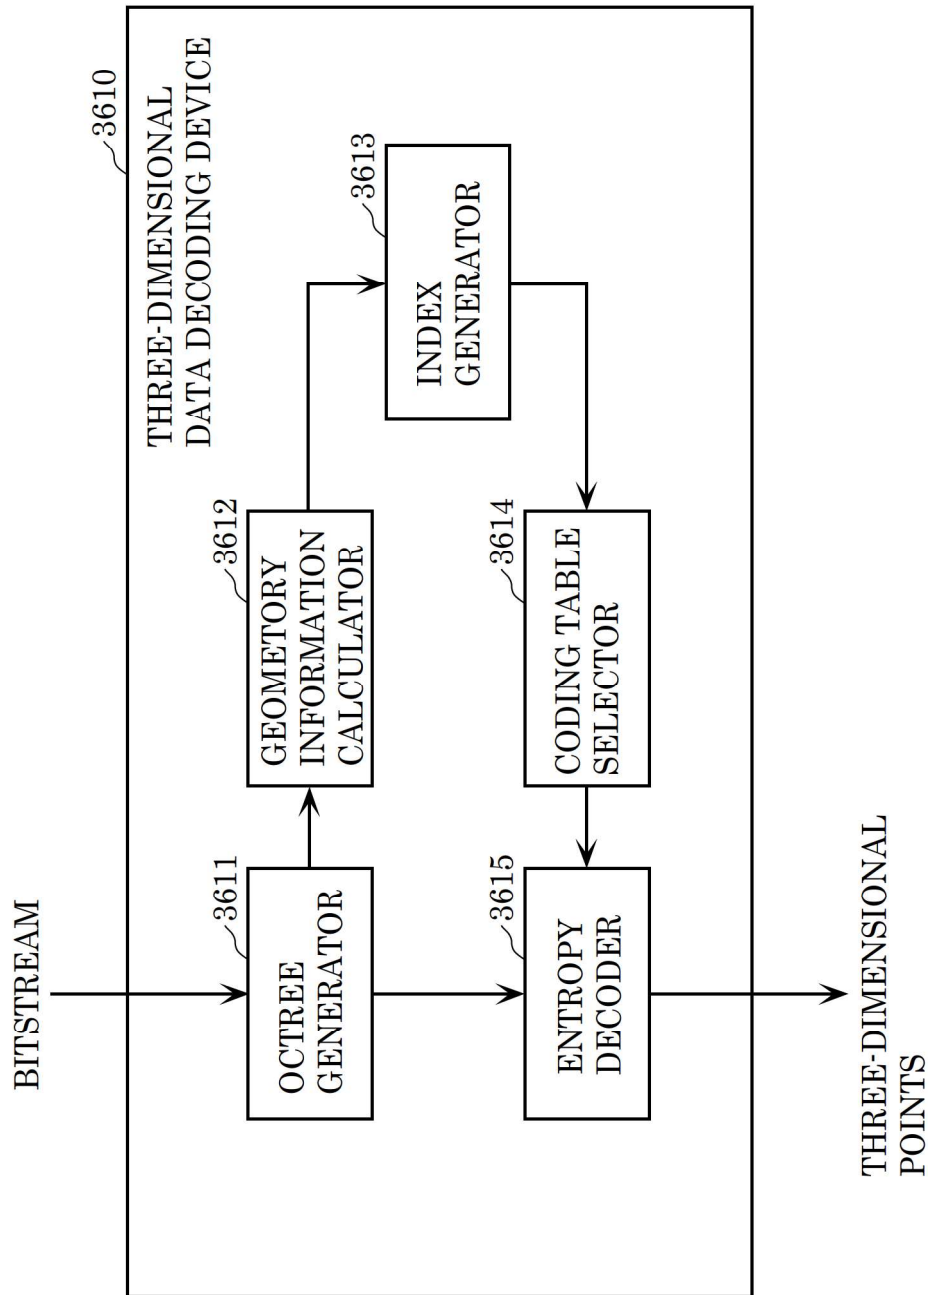 3610
THREE-DIMENSIONAL
DATA DECODING DEVICE
BITSTREAM
3611
OCTREE
GENERATOR
3612
GEOMETORY
INFORMATION
CALCULATOR
3613
INDEX
GENERATOR
3614
CODING TABLE
SELECTOR
3615
ENTROPY
DECODER
THREE-DIMENSIONAL
POINTS